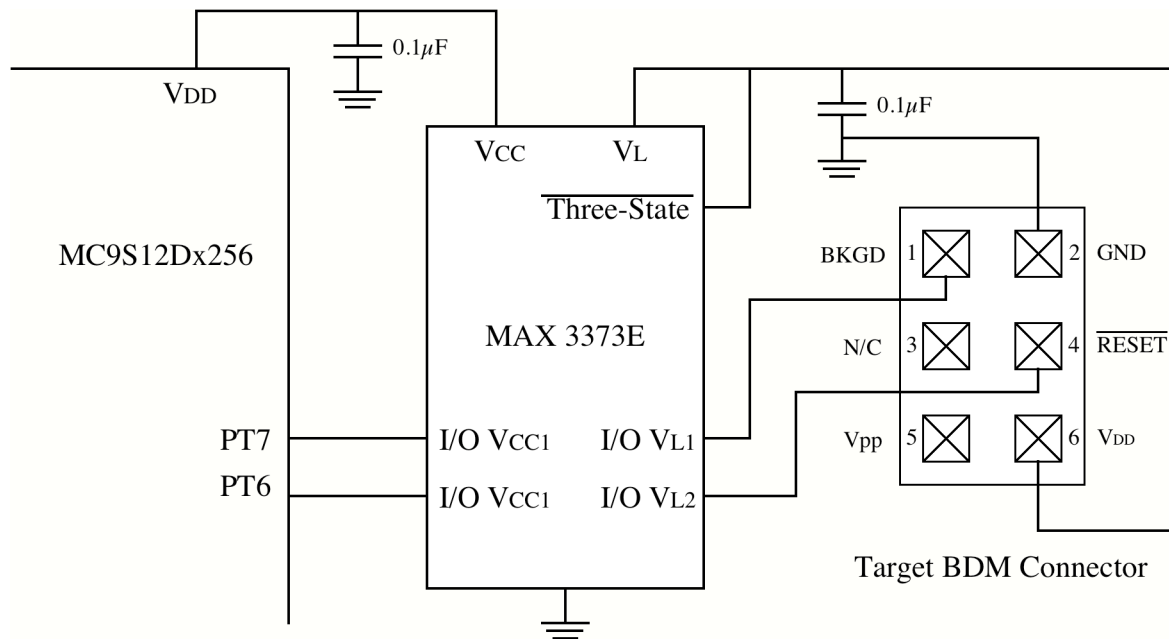 0.1µF
VDD
0.1µF
VCC
VL
Three-State
MC9S12Dx256
BKGD 1
2 GND
MAX 3373E
N/C 3
4 RESET
PT7
I/O VCC1
I/O VL1
Vpp 5
6 VDD
PT6
I/O VCC1
I/O VL2
Target BDM Connector